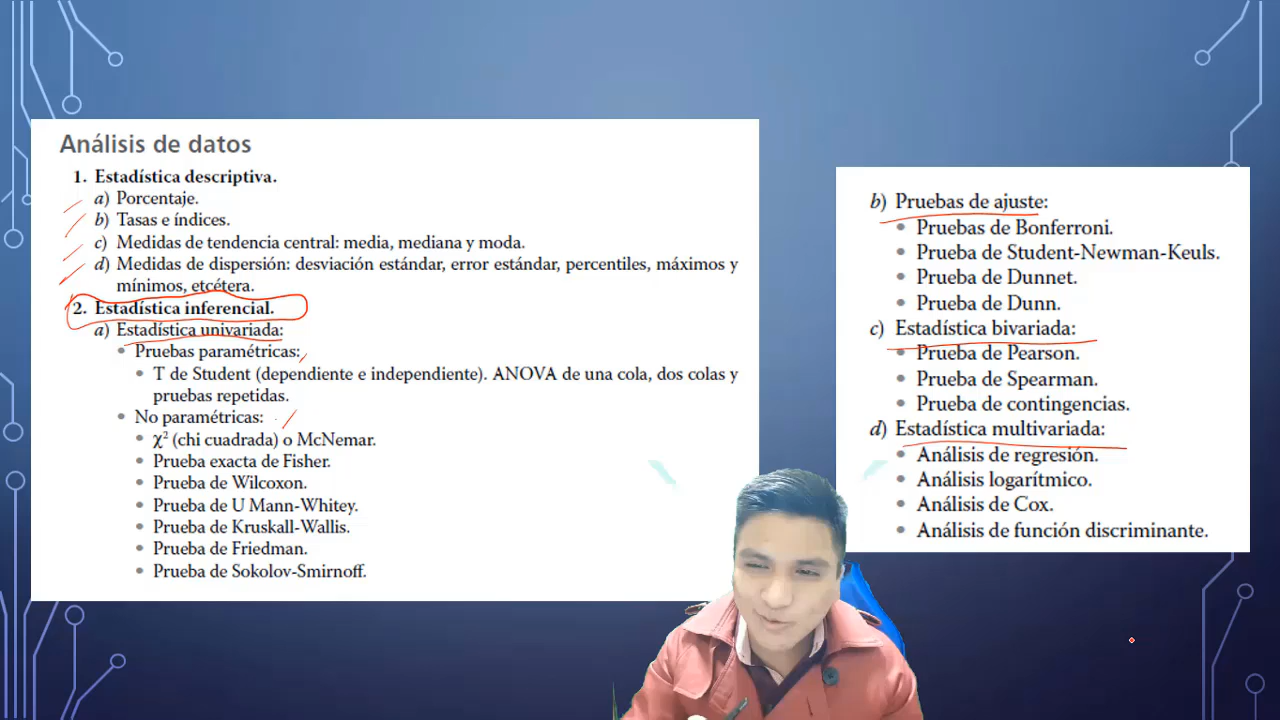 Análisis de datos
1. Estadística descriptiva.
a) Porcentaje.
b) Tasas e índices.
c) Medidas de tendencia central: media, mediana y moda.
d) Medidas de dispersión: desviación estándar, error estándar, percentiles, máximos y
mínimos, etcétera.
2. Estadística inferencial.
a) Estadística univariada:
• Pruebas paramétricas:
• T de Student (dependiente e independiente). ANOVA de una cola, dos colas y
pruebas repetidas.
• No paramétricas:
• χ² (chi cuadrada) o McNemar.
• Prueba exacta de Fisher.
• Prueba de Wilcoxon.
• Prueba de U Mann-Whitey.
• Prueba de Kruskall-Wallis.
• Prueba de Friedman.
• Prueba de Sokolov-Smirnoff.
b) Pruebas de ajuste:
• Pruebas de Bonferroni.
• Prueba de Student-Newman-Keuls.
• Prueba de Dunnet.
• Prueba de Dunn.
c) Estadística bivariada:
• Prueba de Pearson.
• Prueba de Spearman.
• Prueba de contingencias.
d) Estadística multivariada:
• Análisis de regresión.
• Análisis logarítmico.
• Análisis de Cox.
• Análisis de función discriminante.